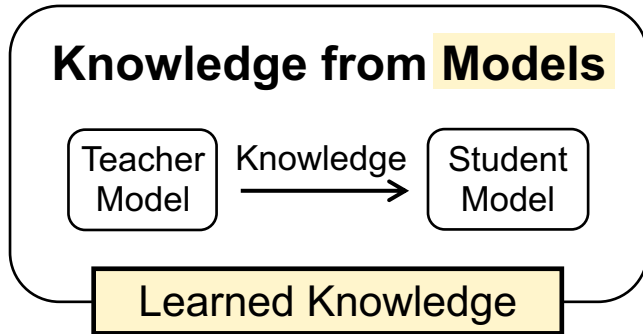 Knowledge from Models
Teacher
Model
Knowledge
Student
Model
Learned Knowledge